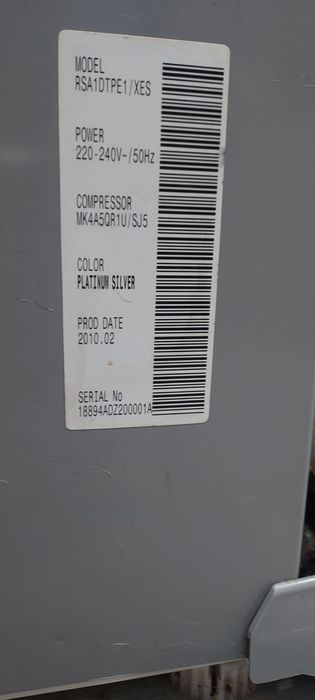 MODEL
RSA1DTPE1/XES
POWER
220-240V~/50Hz
COMPRESSOR
MK4A5QR1U/SJ5
COLOR
PLATINUM SILVER
PROD DATE
2010.02
SERIAL No
18894ADZ200001A